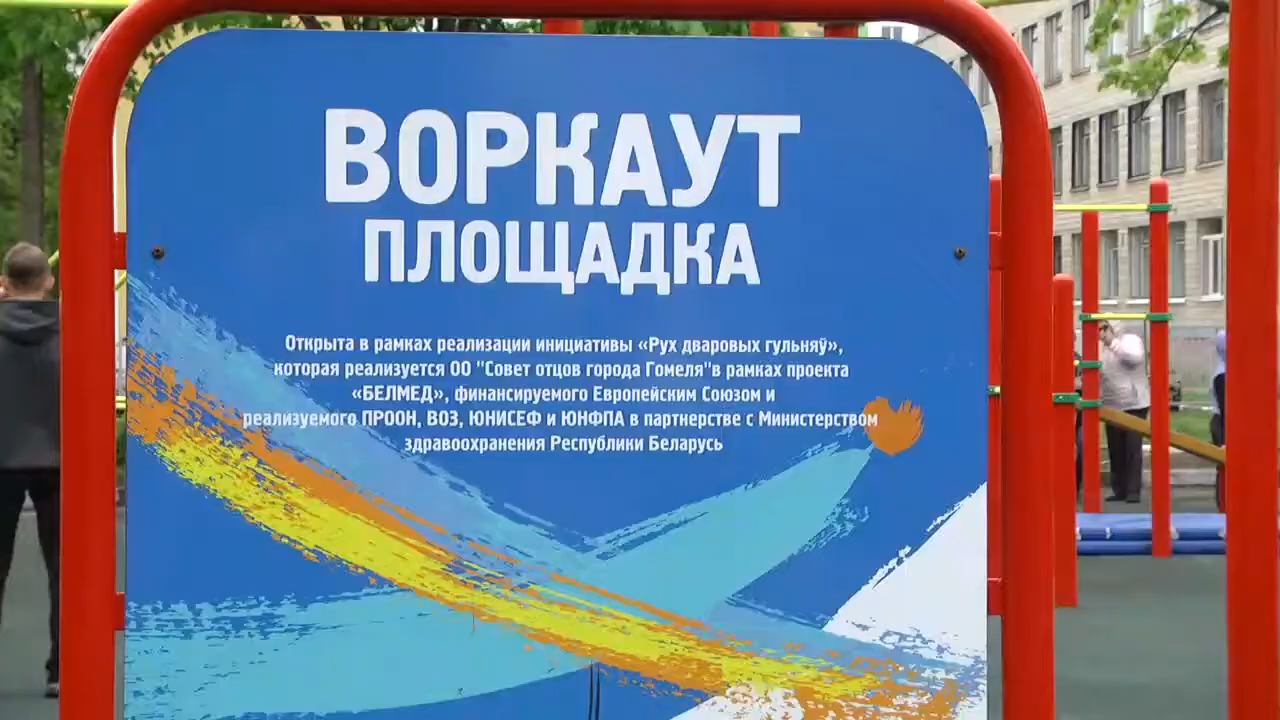 ВОРКАУТ
ПЛОЩАДКА
Открыта в рамках реализации инициативы «Рух дваровых гульняў»,
которая реализуется ОО "Совет отцов города Гомеля"в рамках проекта
«БЕЛМЕД», финансируемого Европейским Союзом и
реализуемого ПРООН, ВОЗ, ЮНИСЕФ и ЮНФПА в партнерстве с Министерством
здравоохранения Республики Беларусь